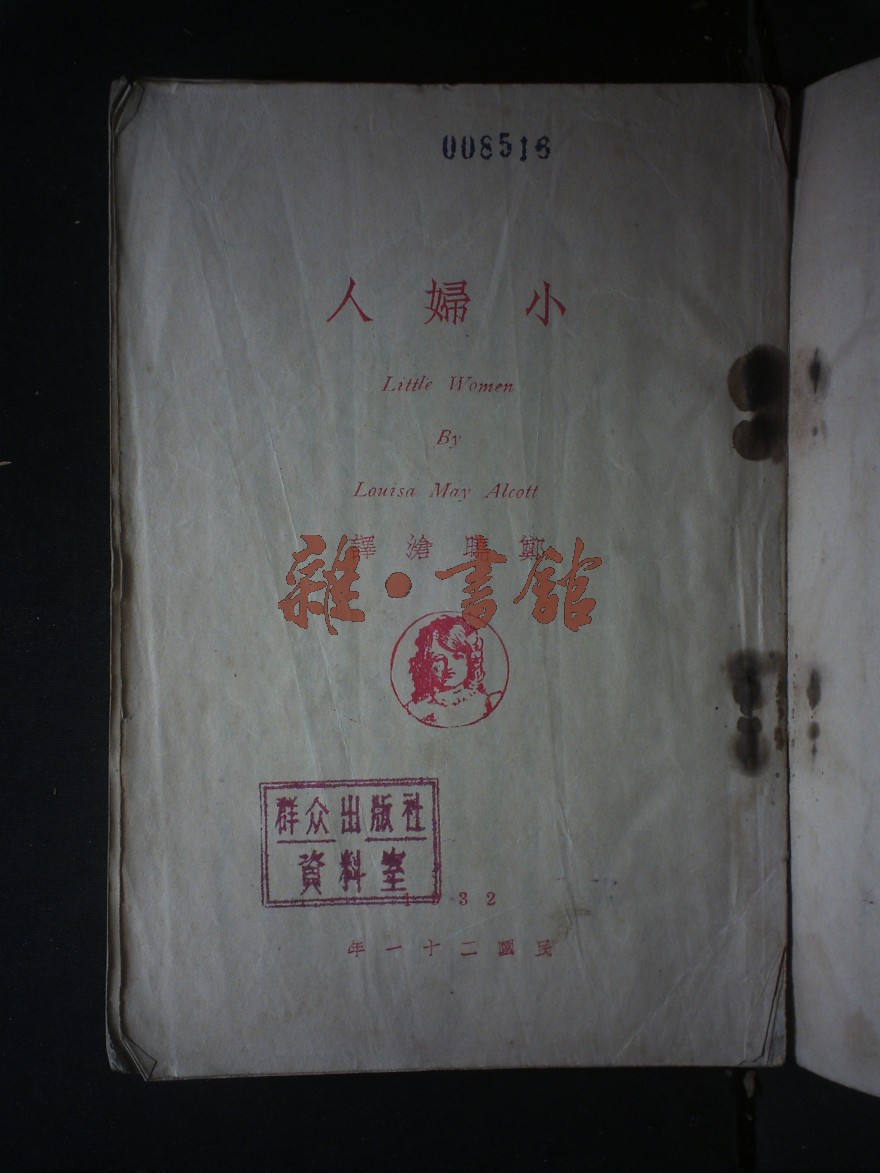 008516
小婦人
Little Women
By
Louisa May Alcott
鄭曉滄譯
雜·書館
群众出版社
資料室
1932
民國二十一年